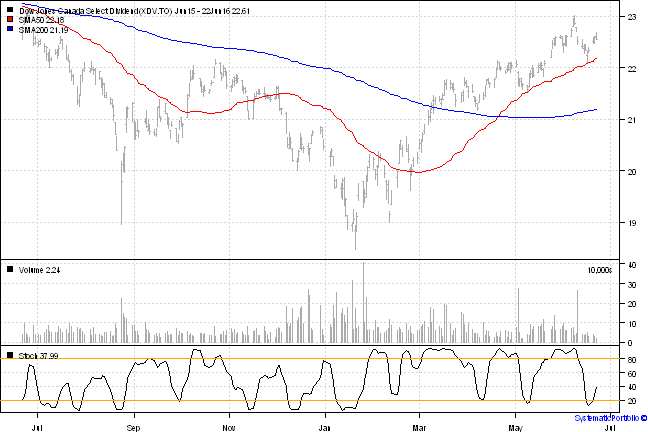 Dow Jones Canada Select Dividend(XDV.TO) Jun15 - 22Jun16 22.61
SMA50 22.18
SMA200 21.19
23
22
21
20
19
Volume 2.24
10,000s
40
30
20
10
0
Stoch 37.99
80
60
40
20
Jul Sep Nov Jan Mar May Jul
SystematicPortfolio ©